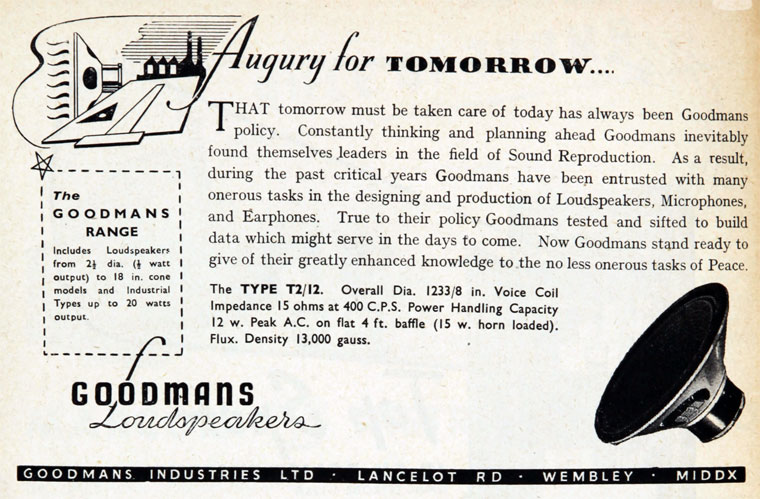 Augury for TOMORROW....
THAT tomorrow must be taken care of today has always been Goodmans
policy. Constantly thinking and planning ahead Goodmans inevitably
found themselves leaders in the field of Sound Reproduction. As a result,
during the past critical years Goodmans have been entrusted with many
onerous tasks in the designing and production of Loudspeakers, Microphones,
and Earphones. True to their policy Goodmans tested and sifted to build
data which might serve in the days to come. Now Goodmans stand ready to
give of their greatly enhanced knowledge to the no less onerous tasks of Peace.
The
GOODMANS
RANGE
Includes Loudspeakers
from 2½ dia. (½ watt
output) to 18 in. cone
models and Industrial
Types up to 20 watts
output.
The TYPE T2/12. Overall Dia. 1233/8 in. Voice Coil
Impedance 15 ohms at 400 C.P.S. Power Handling Capacity
12 w. Peak A.C. on flat 4 ft. baffle (15 w. horn loaded).
Flux. Density 13,000 gauss.
GOODMANS
Loudspeakers
GOODMANS INDUSTRIES LTD · LANCELOT RD · WEMBLEY · MIDDX